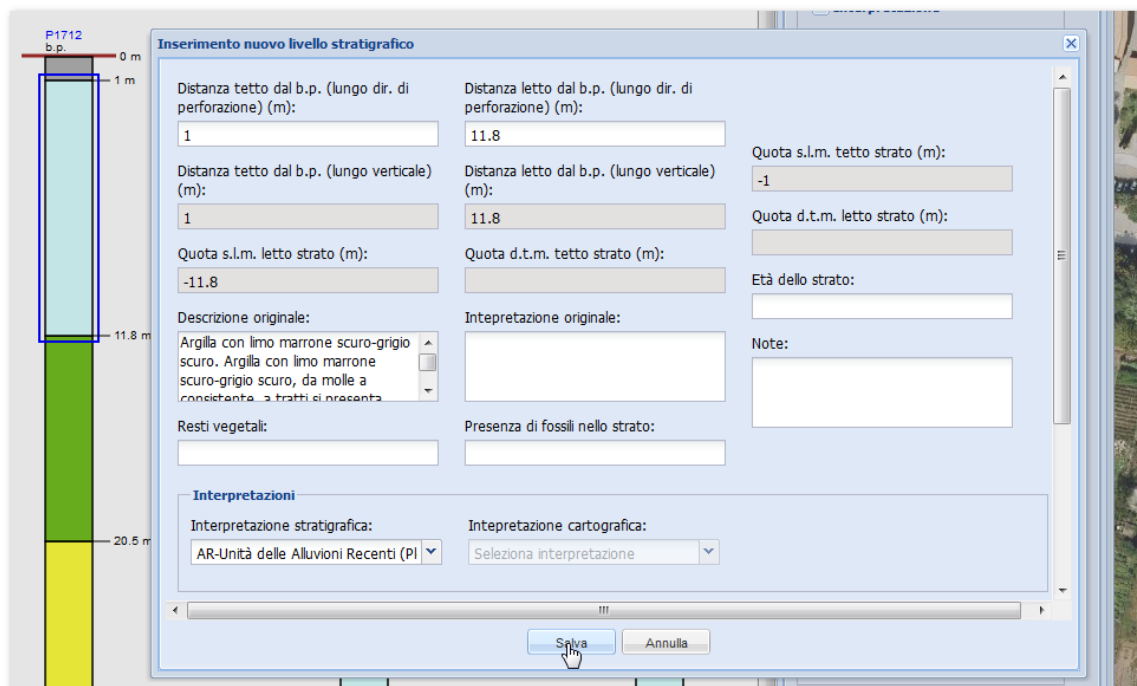 P1712
b.p.
0 m
1 m
11.8 m
20.5 m
Inserimento nuovo livello stratigrafico
Distanza tetto dal b.p. (lungo dir. di
perforazione) (m):
1
Distanza letto dal b.p. (lungo dir. di
perforazione) (m):
11.8
Distanza tetto dal b.p. (lungo verticale)
(m):
1
Distanza letto dal b.p. (lungo verticale)
(m):
11.8
Quota s.l.m. tetto strato (m):
-1
Quota s.l.m. letto strato (m):
-11.8
Quota d.t.m. tetto strato (m):
Quota d.t.m. letto strato (m):
Età dello strato:
Descrizione originale:
Argilla con limo marrone scuro-grigio
scuro. Argilla con limo marrone
scuro-grigio scuro, da molle a
consistente, a tratti si presenta
Intepretazione originale:
Note:
Resti vegetali:
Presenza di fossili nello strato:
Interpretazioni
Interpretazione stratigrafica:
AR-Unità delle Alluvioni Recenti (Pl
Intepretazione cartografica:
Seleziona interpretazione
Salva
Annulla